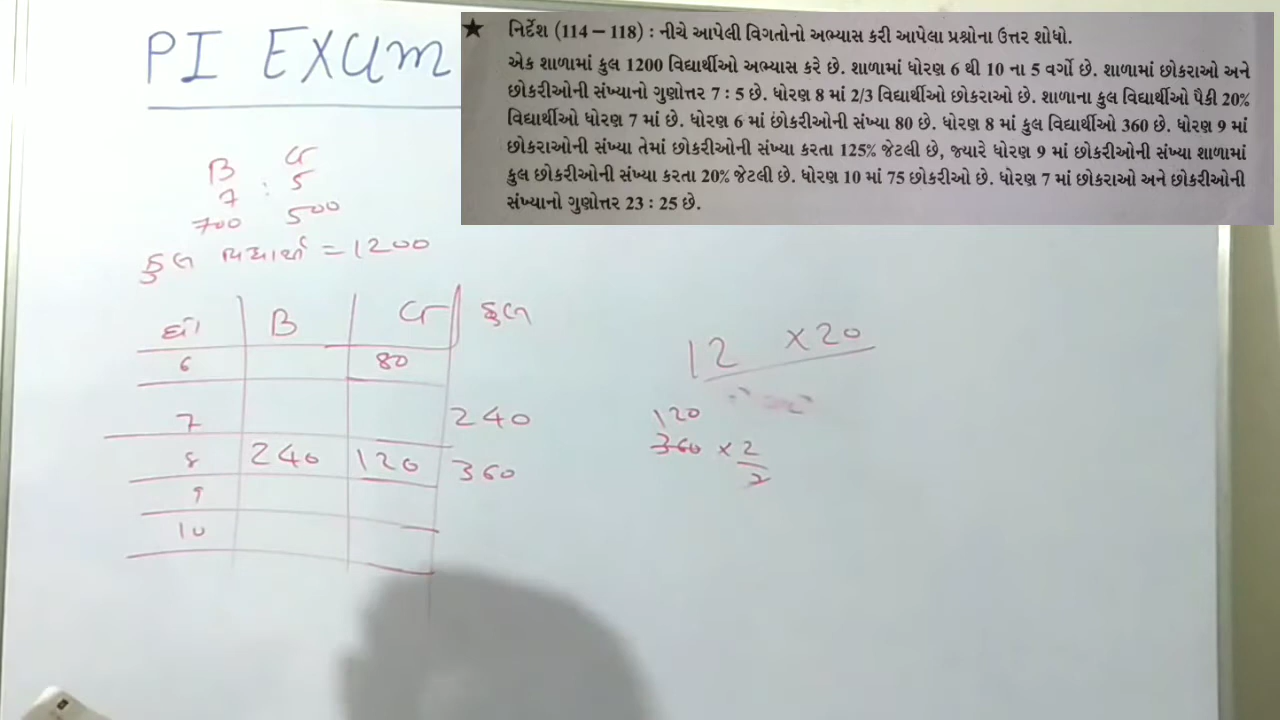 PI EXAM
★ નિર્દેશ (114 – 118) : નીચે આપેલી વિગતોનો અભ્યાસ કરી આપેલા પ્રશ્નોના ઉત્તર શોધો.
એક શાળામાં કુલ 1200 વિદ્યાર્થીઓ અભ્યાસ કરે છે. શાળામાં ધોરણ 6 થી 10 ના 5 વર્ગો છે. શાળામાં છોકરાઓ અને
છોકરીઓની સંખ્યાનો ગુણોત્તર 7 : 5 છે. ધોરણ 8 માં 2/3 વિદ્યાર્થીઓ છોકરાઓ છે. શાળાના કુલ વિદ્યાર્થીઓ પૈકી 20%
વિદ્યાર્થીઓ ધોરણ 7 માં છે. ધોરણ 6 માં છોકરીઓની સંખ્યા 80 છે. ધોરણ 8 માં કુલ વિદ્યાર્થીઓ 360 છે. ધોરણ 9 માં
છોકરાઓની સંખ્યા તેમાં છોકરીઓની સંખ્યા કરતા 125% જેટલી છે, જ્યારે ધોરણ 9 માં છોકરીઓની સંખ્યા શાળામાં
કુલ છોકરીઓની સંખ્યા કરતા 20% જેટલી છે. ધોરણ 10 માં 75 છોકરીઓ છે. ધોરણ 7 માં છોકરાઓ અને છોકરીઓની
સંખ્યાનો ગુણોત્તર 23 : 25 છે.
B G
7 : 5
700 500
કુલ = 1200
ધો B G કુલ
6 80
7 240
8 240 120 360
9
10
12 × 20
120
360 × 2